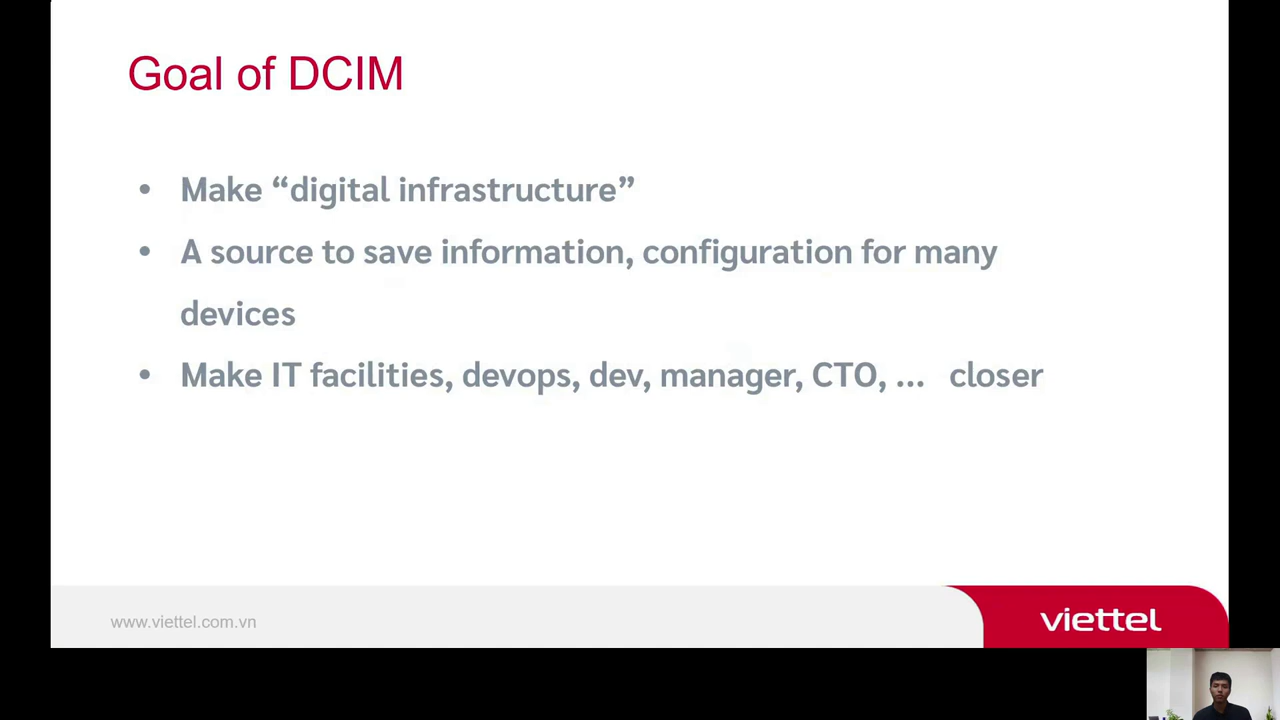 Goal of DCIM
• Make “digital infrastructure”
• A source to save information, configuration for many
devices
• Make IT facilities, devops, dev, manager, CTO, ... closer
www.viettel.com.vn
viettel